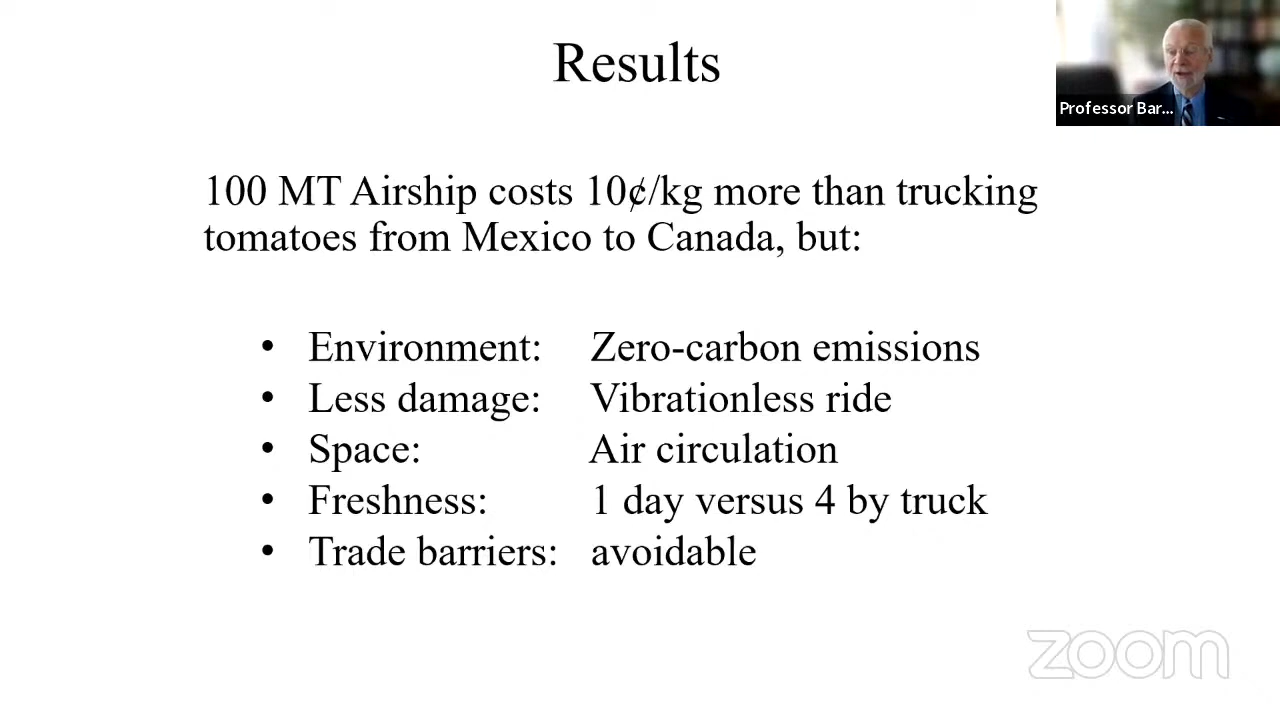 Results
Professor Bar...
100 MT Airship costs 10¢/kg more than trucking
tomatoes from Mexico to Canada, but:
• Environment: Zero-carbon emissions
• Less damage: Vibrationless ride
• Space: Air circulation
• Freshness: 1 day versus 4 by truck
• Trade barriers: avoidable
zoom